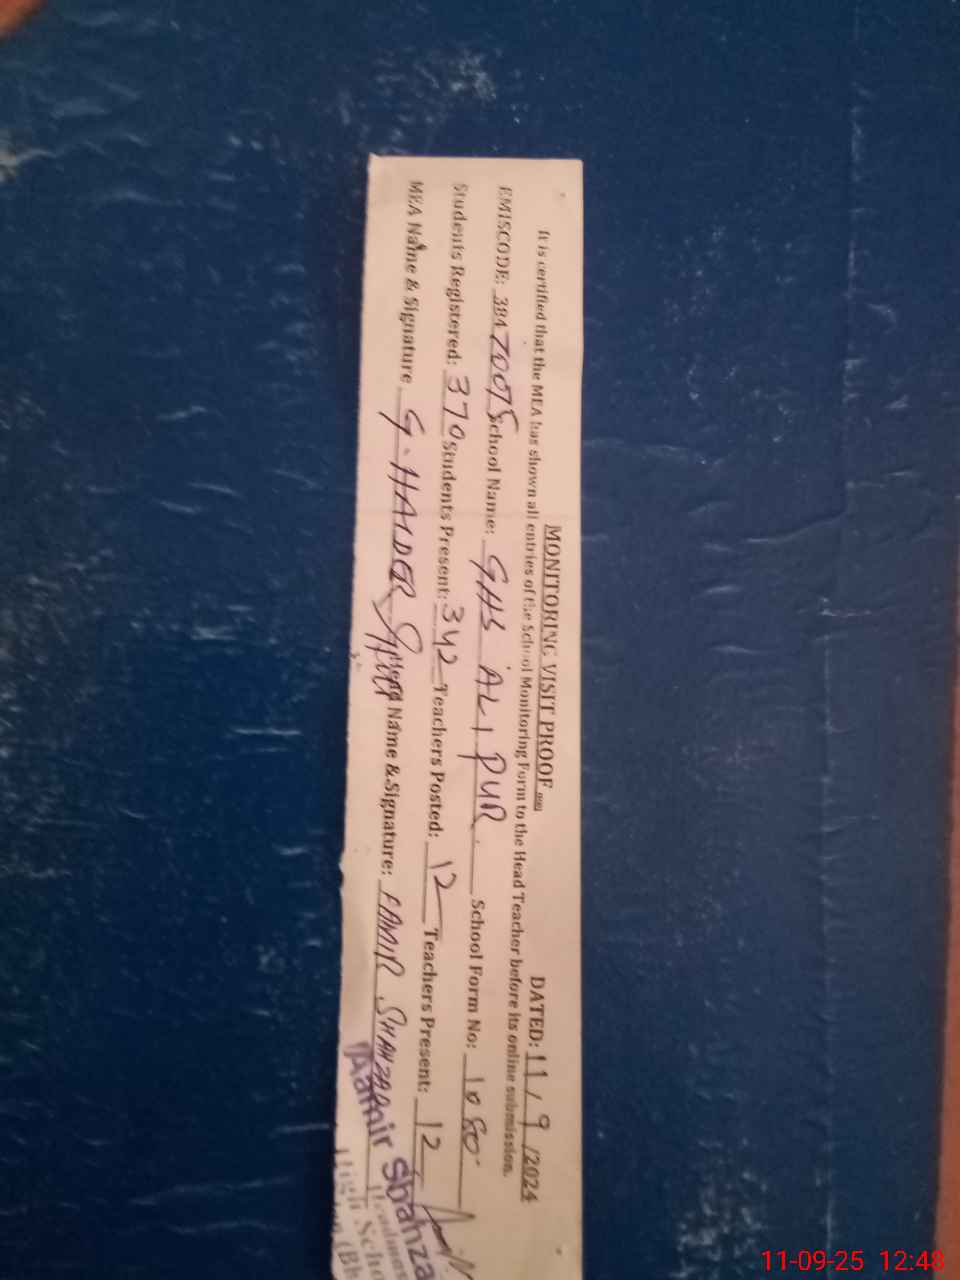 MONITORING VISIT PROOF
DATED: 11 / 9 /2024
It is certified that the MEA has shown all entries of the School Monitoring Form to the Head Teacher before its online submission.
EMISCODE: 38470075 School Name: GHS ALIPUR School Form No: 1080
Students Registered: 370 Students Present: 342 Teachers Posted: 12 Teachers Present: 12
MEA Name & Signature G. HAIDER Name & Signature: AAMIR SHAHZAD
Aamir Shahza
High Scho
11-09-25 12:48